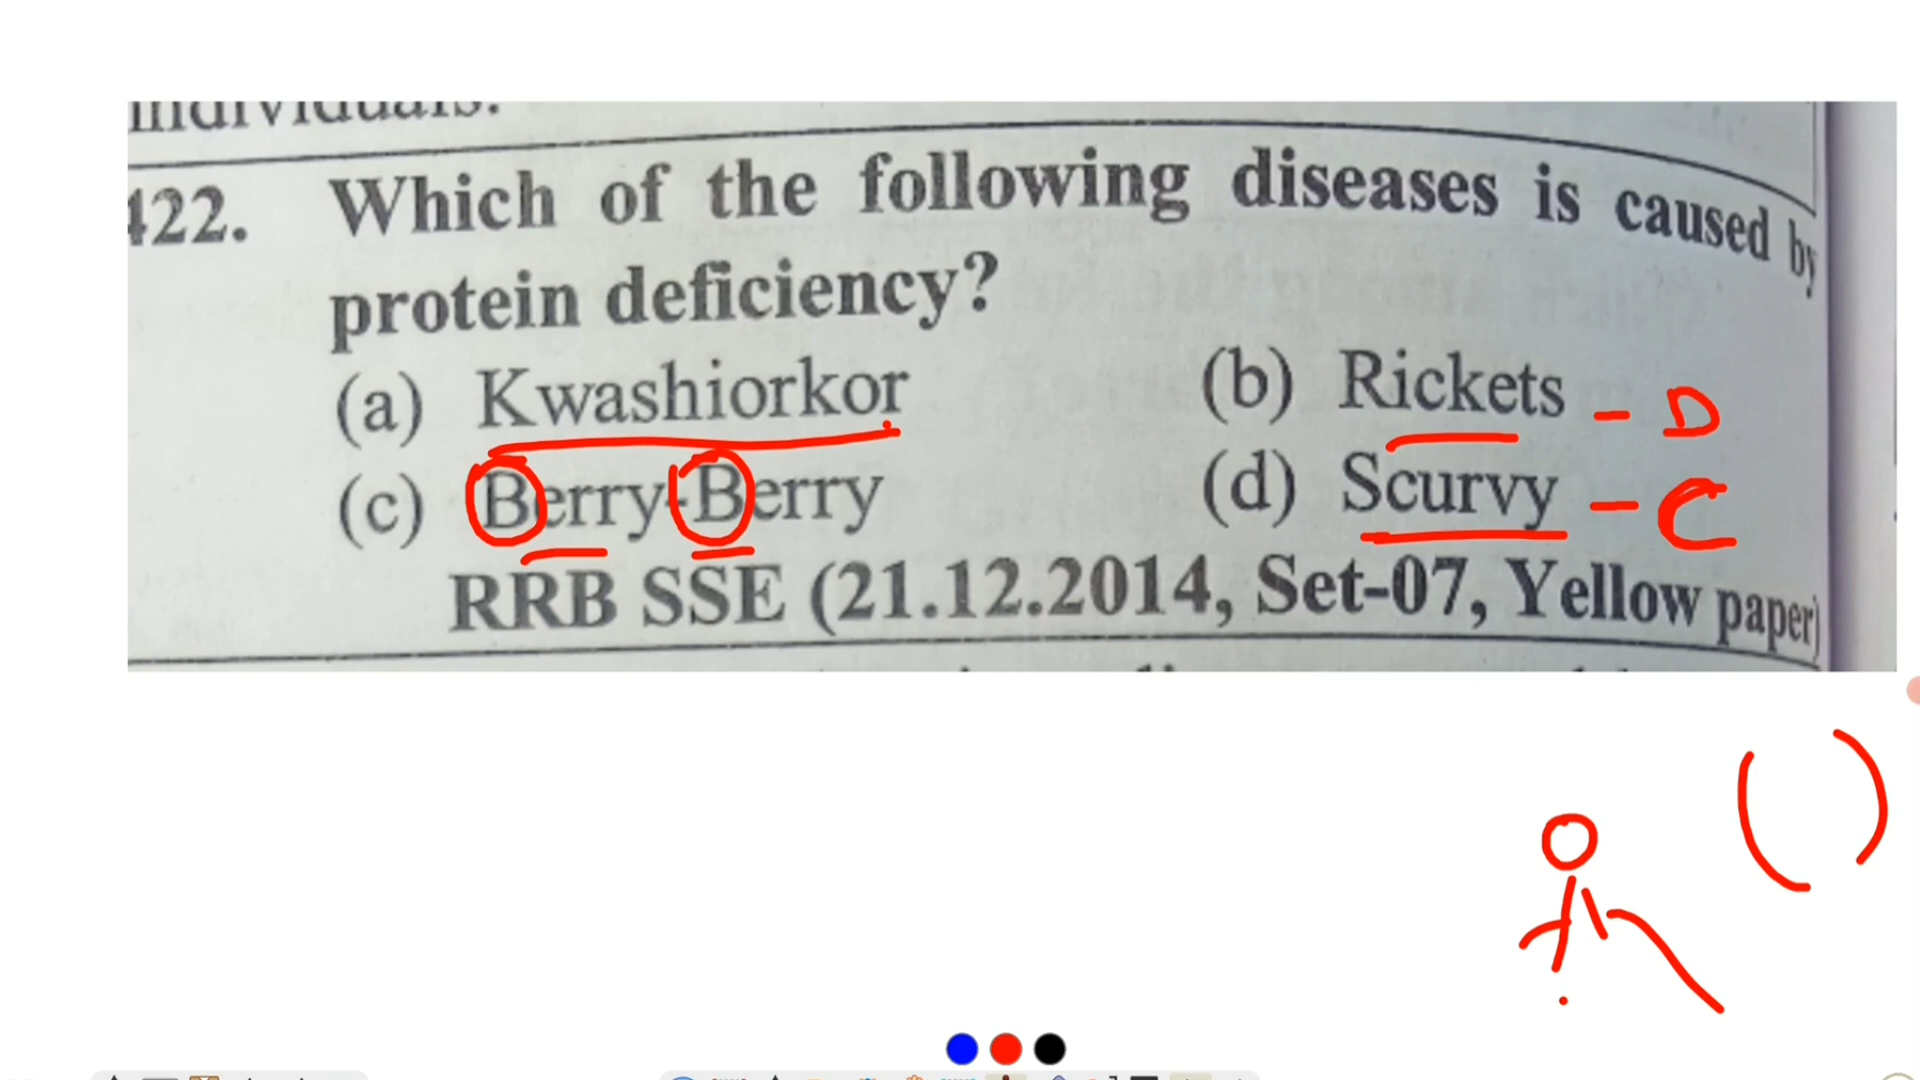 individuals.
422. Which of the following diseases is caused by
protein deficiency?
(a) Kwashiorkor (b) Rickets - D
(c) Berry-Berry (d) Scurvy - C
RRB SSE (21.12.2014, Set-07, Yellow paper)